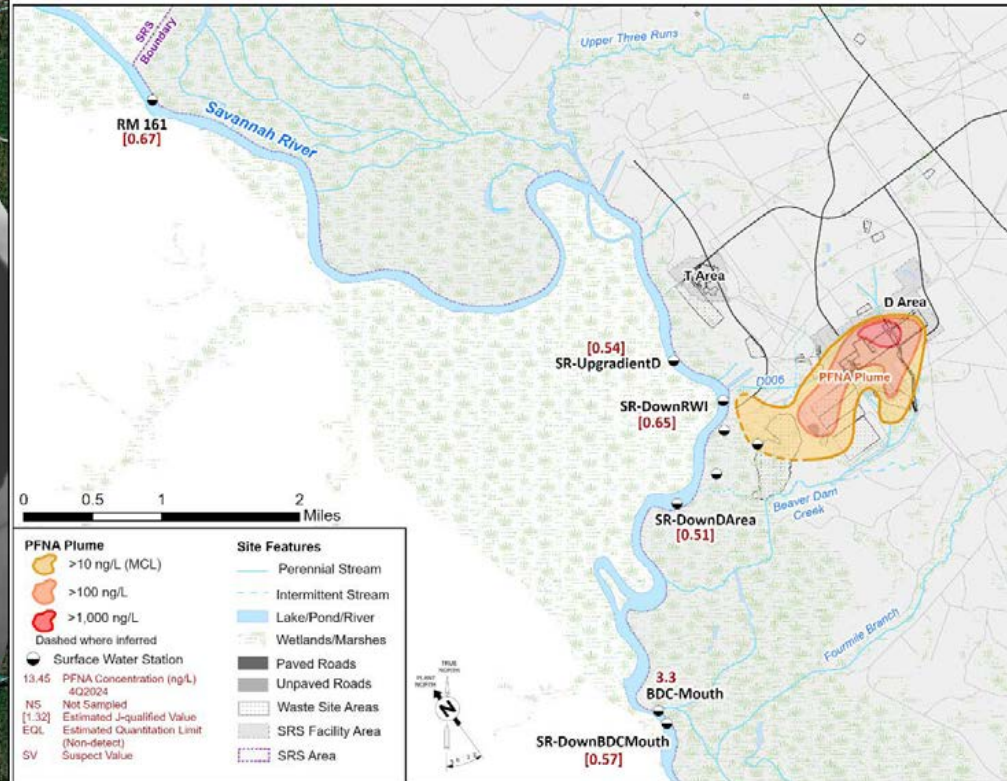 SRS
Boundary
Upper Three Runs
RM 161
[0.67]
Savannah River
T Area
D Area
[0.54]
SR-UpgradientD
D006
PFNA Plume
SR-DownRWI
[0.65]
SR-DownDArea
[0.51]
Beaver Dam
Creek
Fourmile Branch
3.3
BDC-Mouth
SR-DownBDCMouth
[0.57]
0 0.5 1 2
Miles
PFNA Plume
>10 ng/L (MCL)
>100 ng/L
>1,000 ng/L
Dashed where inferred
Surface Water Station
13.45 PFNA Concentration (ng/L)
4Q2024
NS Not Sampled
[1.32] Estimated J-qualified Value
EQL Estimated Quantitation Limit
(Non-detect)
SV Suspect Value
Site Features
Perennial Stream
Intermittent Stream
Lake/Pond/River
Wetlands/Marshes
Paved Roads
Unpaved Roads
Waste Site Areas
SRS Facility Area
SRS Area
TRUE
NORTH
PLANT
NORTH
N